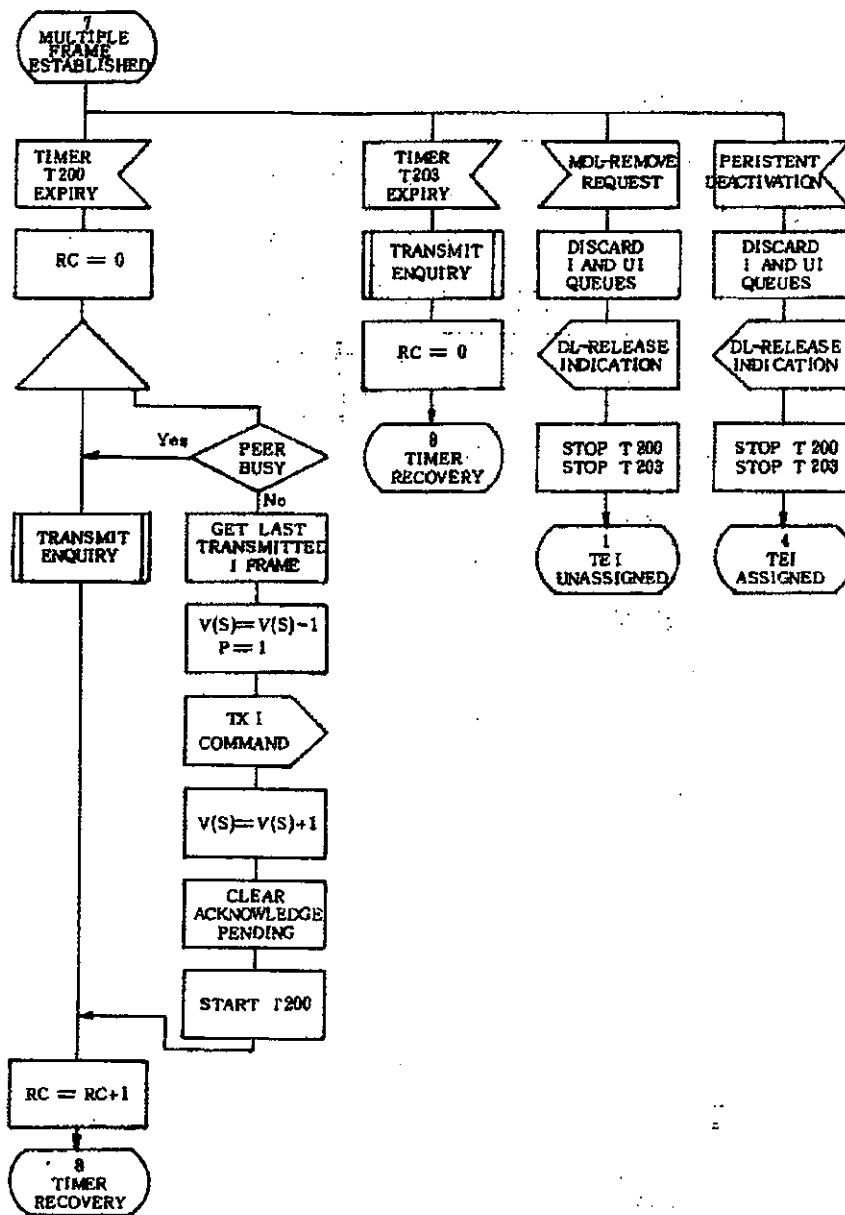 7
MULTIPLE
FRAME
ESTABLISHED
TIMER
T200
EXPIRY
RC = 0
Yes
PEER
BUSY
No
TRANSMIT
ENQUIRY
GET LAST
TRANSMITTED
I FRAME
V(S)=V(S)-1
P=1
TX I
COMMAND
V(S)=V(S)+1
CLEAR
ACKNOWLEDGE
PENDING
START T200
RC = RC+1
8
TIMER
RECOVERY
TIMER
T203
EXPIRY
TRANSMIT
ENQUIRY
RC = 0
8
TIMER
RECOVERY
MDL-REMOVE
REQUEST
DISCARD
I AND UI
QUEUES
DL-RELEASE
INDICATION
STOP T200
STOP T203
1
TEI
UNASSIGNED
PERISTENT
DEACTIVATION
DISCARD
I AND UI
QUEUES
DL-RELEASE
INDICATION
STOP T200
STOP T203
4
TEI
ASSIGNED